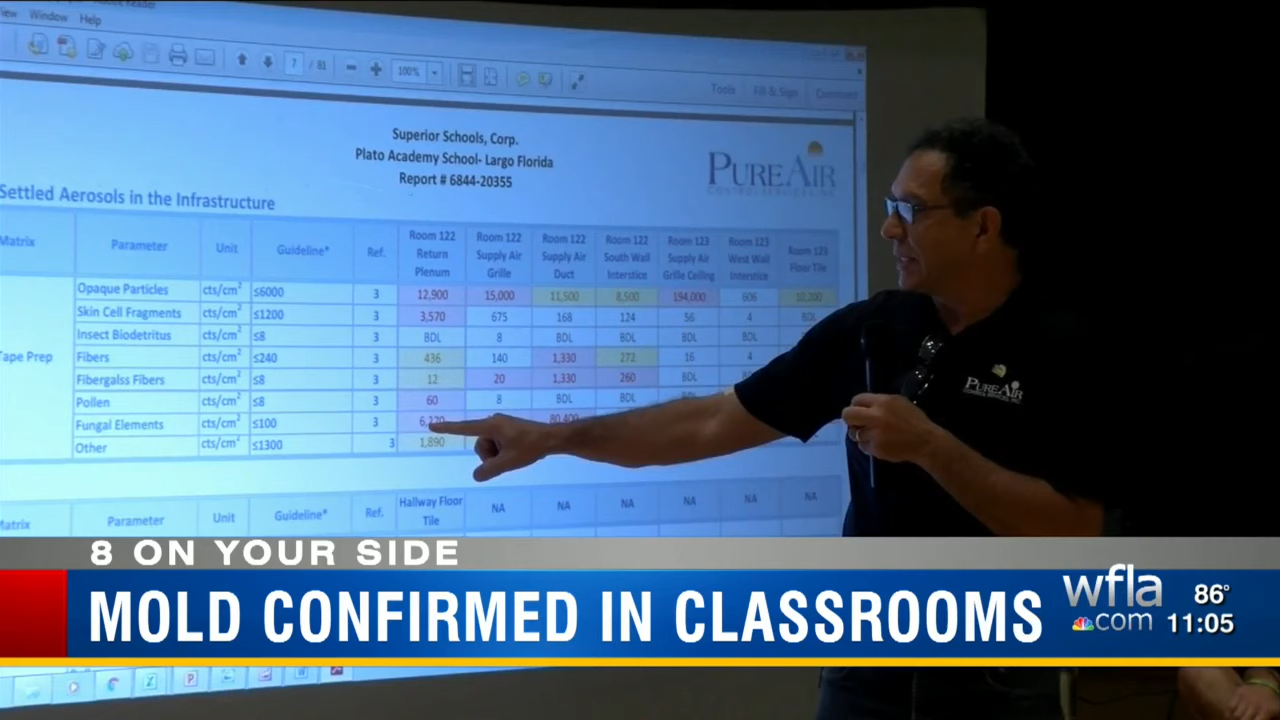 View Window Help
7 / 81
100%
Tools Fill & Sign Comment
Superior Schools, Corp.
Plato Academy School- Largo Florida
Report # 6844-20355
PUREAIR
CONTROL SERVICES, INC.
Settled Aerosols in the Infrastructure
Matrix Parameter Unit Guideline* Ref. Room 122 Return Plenum Room 122 Supply Air Grille Room 122 Supply Air Duct Room 122 South Wall Interstice Room 123 Supply Air Grille Ceiling Room 123 West Wall Interstice Room 123 Floor Tile
Opaque Particles cts/cm² ≤6000 3 12,900 15,000 11,500 8,500 194,000 606 10,200
Skin Cell Fragments cts/cm² ≤1200 3 3,570 675 168 124 56 4 BDL
Insect Biodetritus cts/cm² ≤8 3 BDL 8 BDL BDL BDL BDL BDL
Tape Prep Fibers cts/cm² ≤240 3 436 140 1,330 272 16 4
Fibergalss Fibers cts/cm² ≤8 3 12 20 1,330 260 BDL
Pollen cts/cm² ≤8 3 60 8 BDL BDL
Fungal Elements cts/cm² ≤100 3 80,400
Other cts/cm² ≤1300 3 1,890
Matrix Parameter Unit Guideline* Ref. Hallway Floor Tile NA NA NA NA NA NA
PUREAIR
CONTROL SERVICES, INC.
8 ON YOUR SIDE
MOLD CONFIRMED IN CLASSROOMS
wfla
.com
86°
11:05